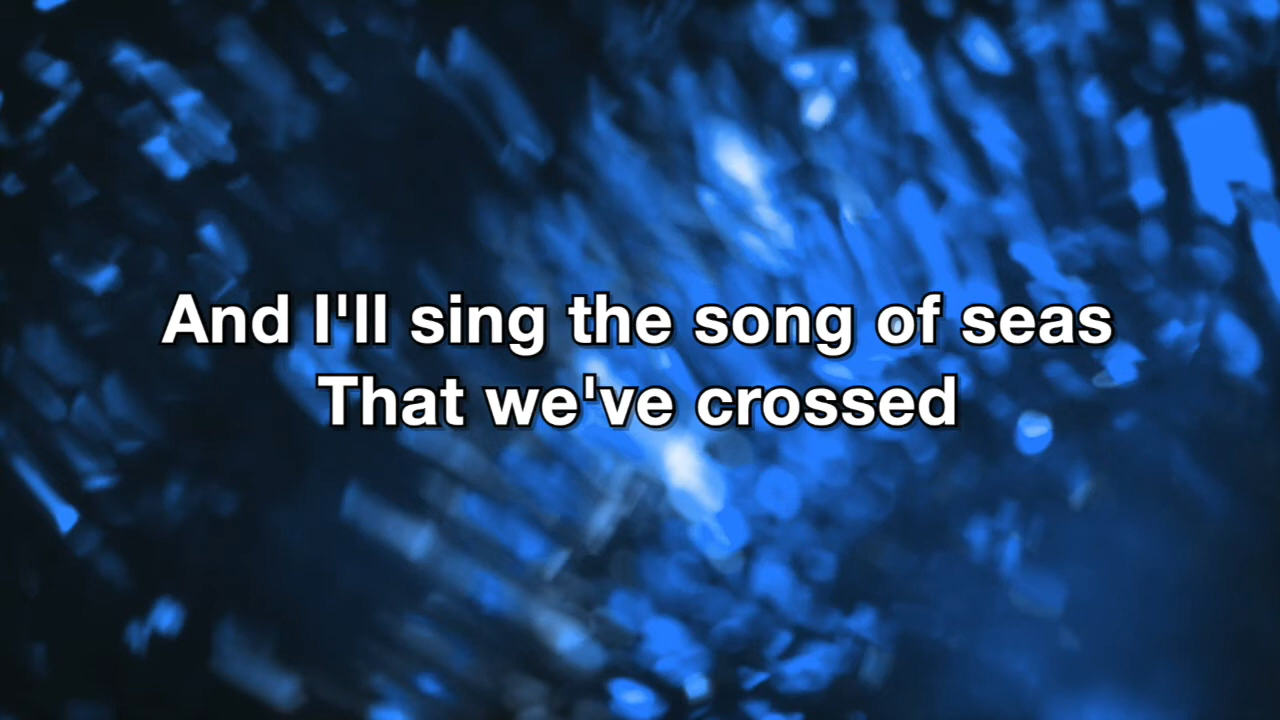 And I'll sing the song of seas
That we've crossed